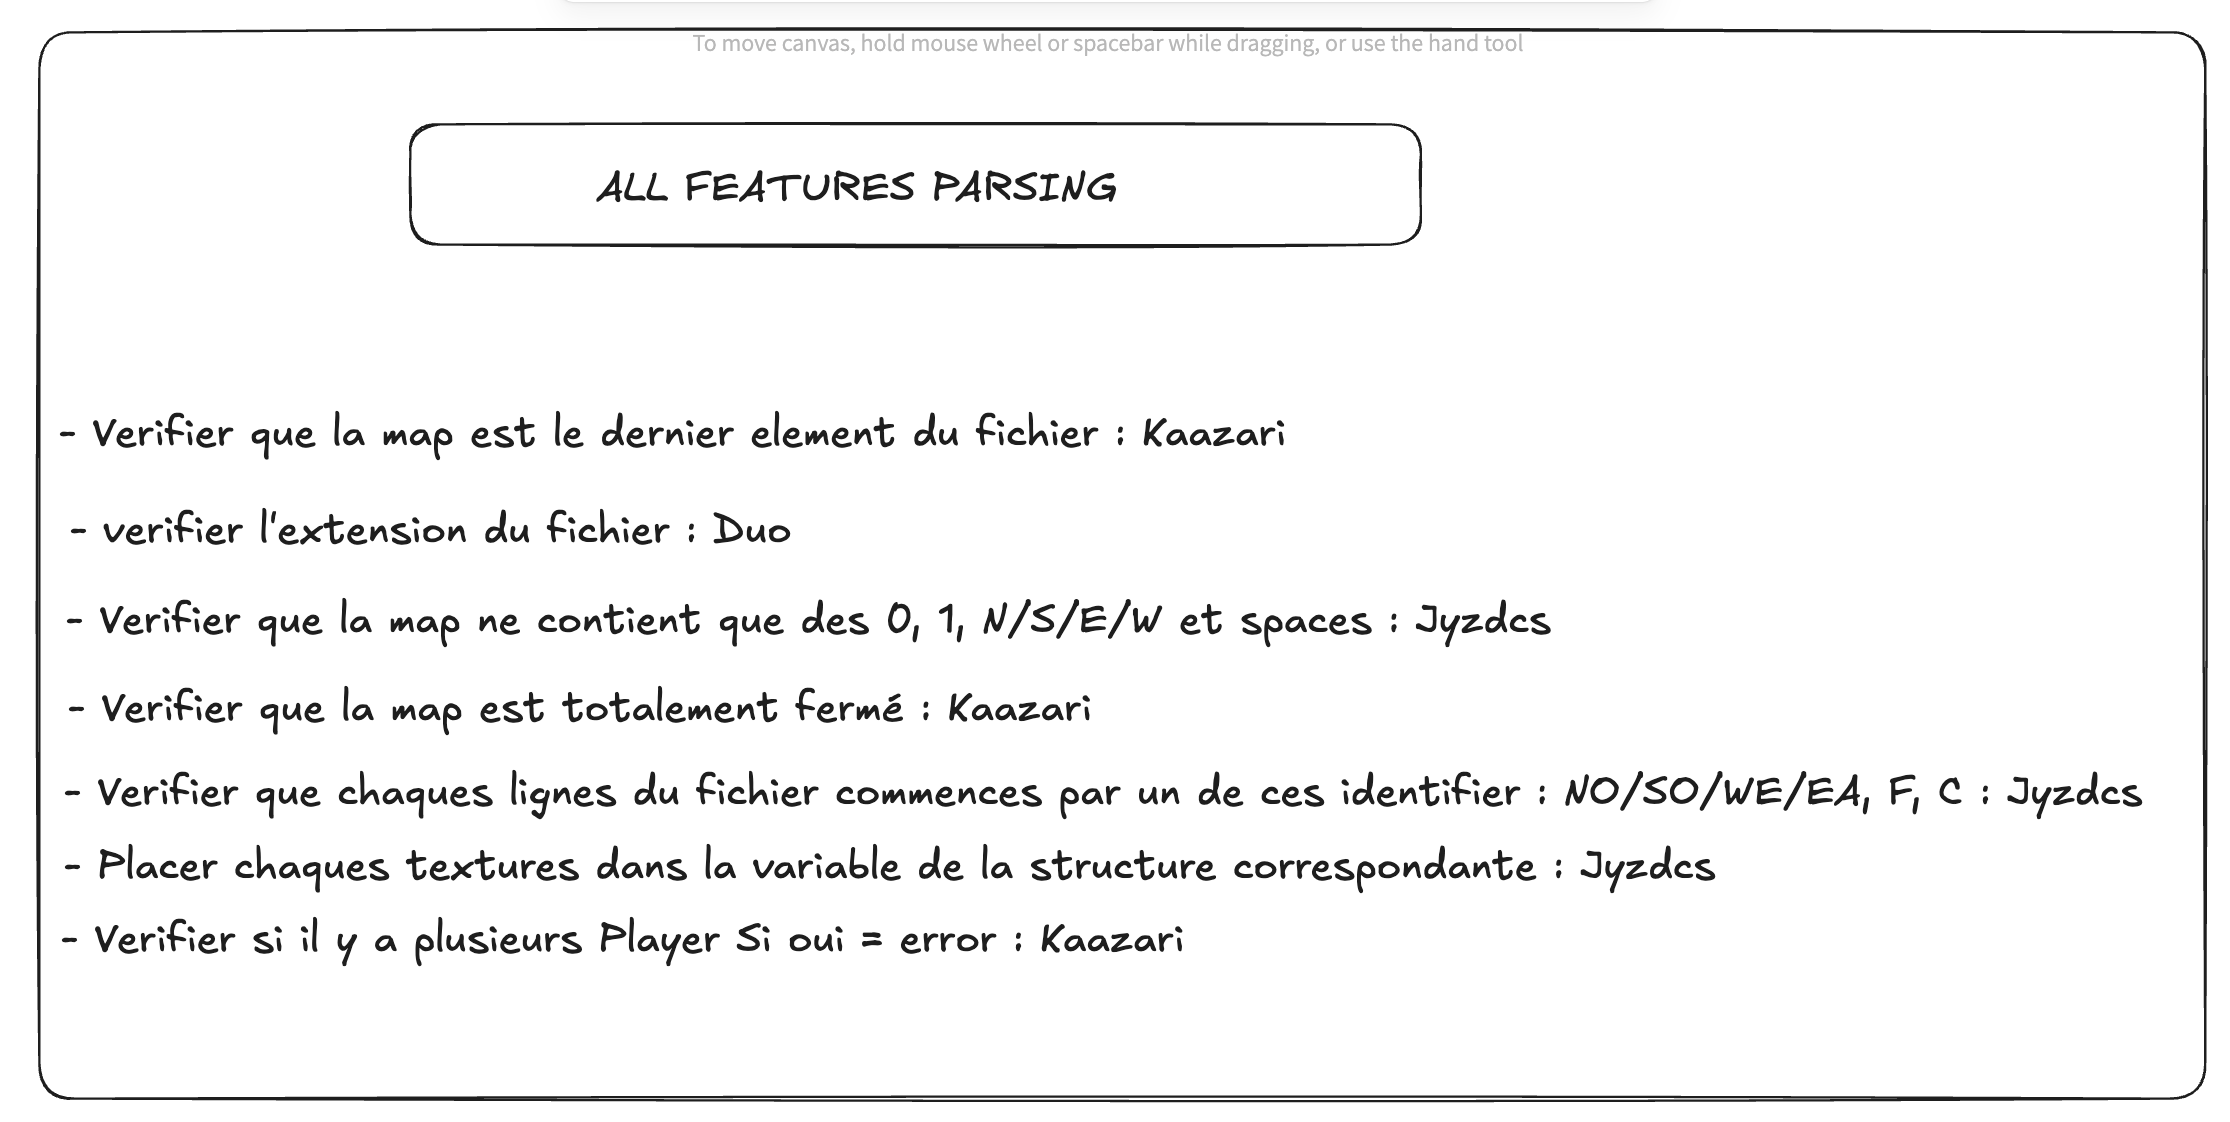 To move canvas, hold mouse wheel or spacebar while dragging, or use the hand tool
ALL FEATURES PARSING
- Verifier que la map est le dernier element du fichier : Kaazari
- verifier l'extension du fichier : Duo
- Verifier que la map ne contient que des 0, 1, N/S/E/W et spaces : Jyzdcs
- Verifier que la map est totalement fermé : Kaazari
- Verifier que chaques lignes du fichier commences par un de ces identifier : NO/SO/WE/EA, F, C : Jyzdcs
- Placer chaques textures dans la variable de la structure correspondante : Jyzdcs
- Verifier si il y a plusieurs Player Si oui = error : Kaazari